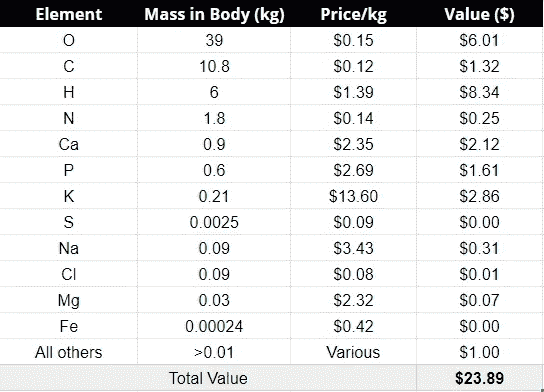 Element Mass in Body (kg) Price/kg Value ($)
O 39 $0.15 $6.01
C 10.8 $0.12 $1.32
H 6 $1.39 $8.34
N 1.8 $0.14 $0.25
Ca 0.9 $2.35 $2.12
P 0.6 $2.69 $1.61
K 0.21 $13.60 $2.86
S 0.0025 $0.09 $0.00
Na 0.09 $3.43 $0.31
Cl 0.09 $0.08 $0.01
Mg 0.03 $2.32 $0.07
Fe 0.00024 $0.42 $0.00
All others >0.01 Various $1.00
Total Value $23.89